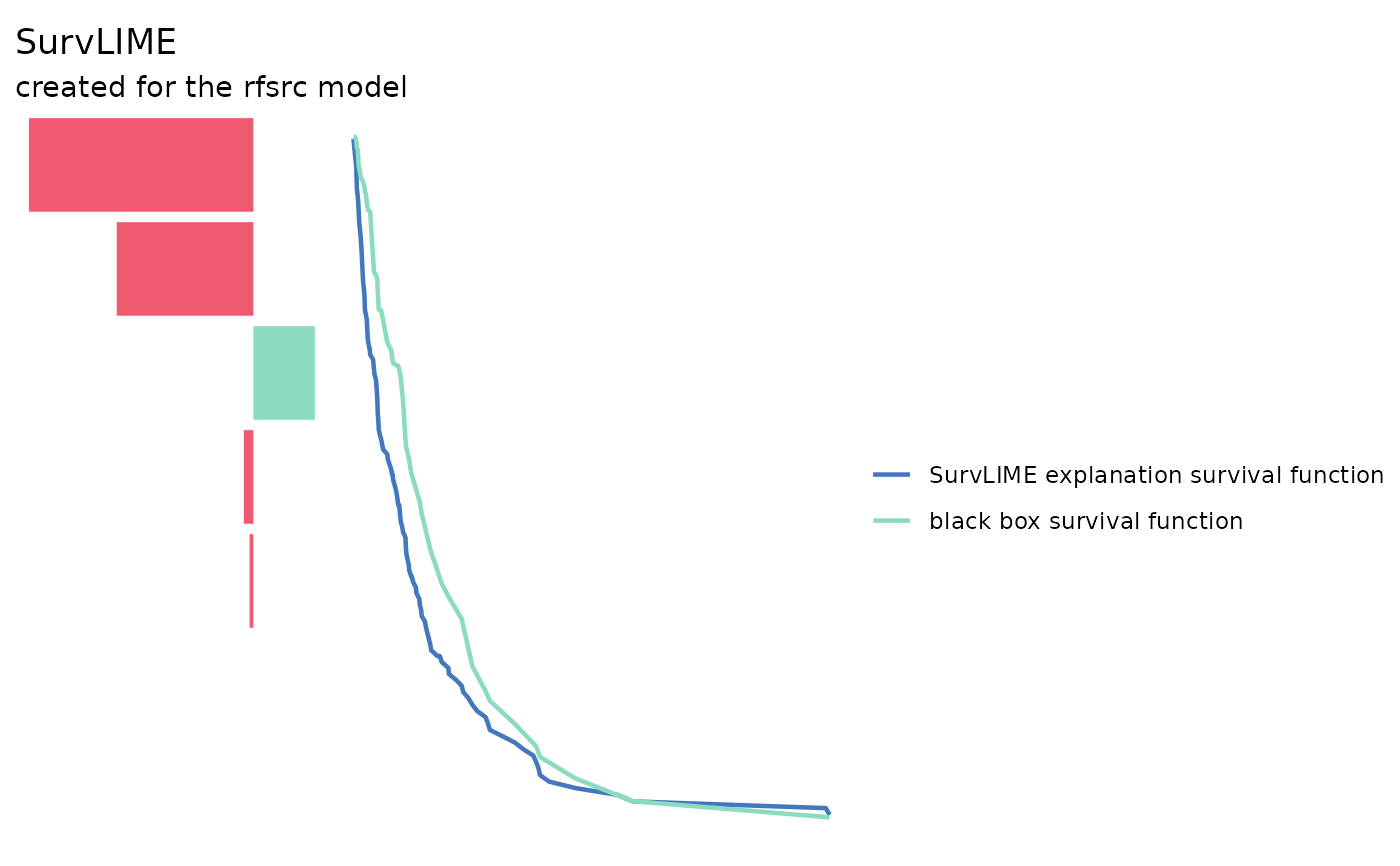 SurvLIME
created for the rfsrc model
SurvLIME explanation survival function
black box survival function